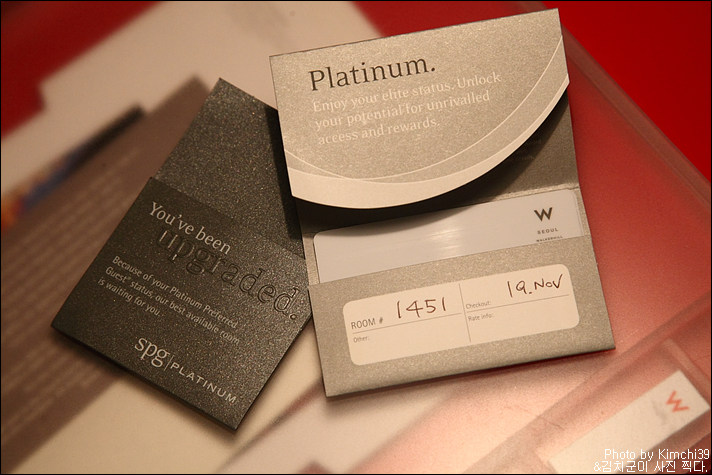 Platinum.
Enjoy your elite status. Unlock
your potential for unrivalled
access and rewards.
W
SEOUL
WALKERHILL
ROOM # 1451
Checkout: 19. NOV
Other:
Rate info:
You've been
upgraded.
Because of your Platinum Preferred
Guest® status, our best available room
is waiting for you.
spg | PLATINUM
W
Photo by Kimchi39
&김치군이 사진 찍다.